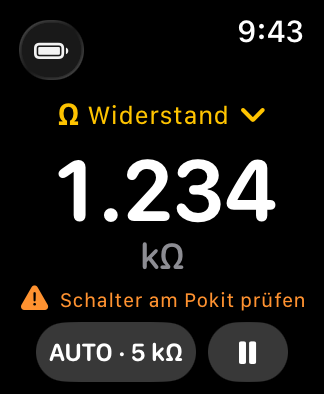 9:43
Ω Widerstand
1.234
kΩ
Schalter am Pokit prüfen
AUTO · 5 kΩ